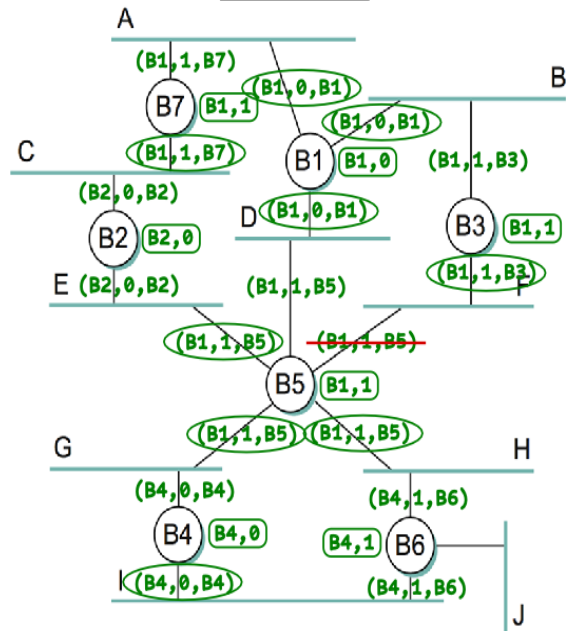 A
(B1,1,B7)
B
B7
B1,1
(B1,0,B1)
(B1,0,B1)
C
(B1,1,B7)
B1
B1,0
(B1,1,B3)
(B2,0,B2)
D
(B1,0,B1)
B2
B2,0
B3
B1,1
E
(B2,0,B2)
(B1,1,B5)
(B1,1,B3)
F
(B1,1,B5)
(B1,1,B5)
B5
B1,1
(B1,1,B5)
(B1,1,B5)
G
H
(B4,0,B4)
(B4,1,B6)
B4
B4,0
B4,1
B6
I
(B4,0,B4)
(B4,1,B6)
J